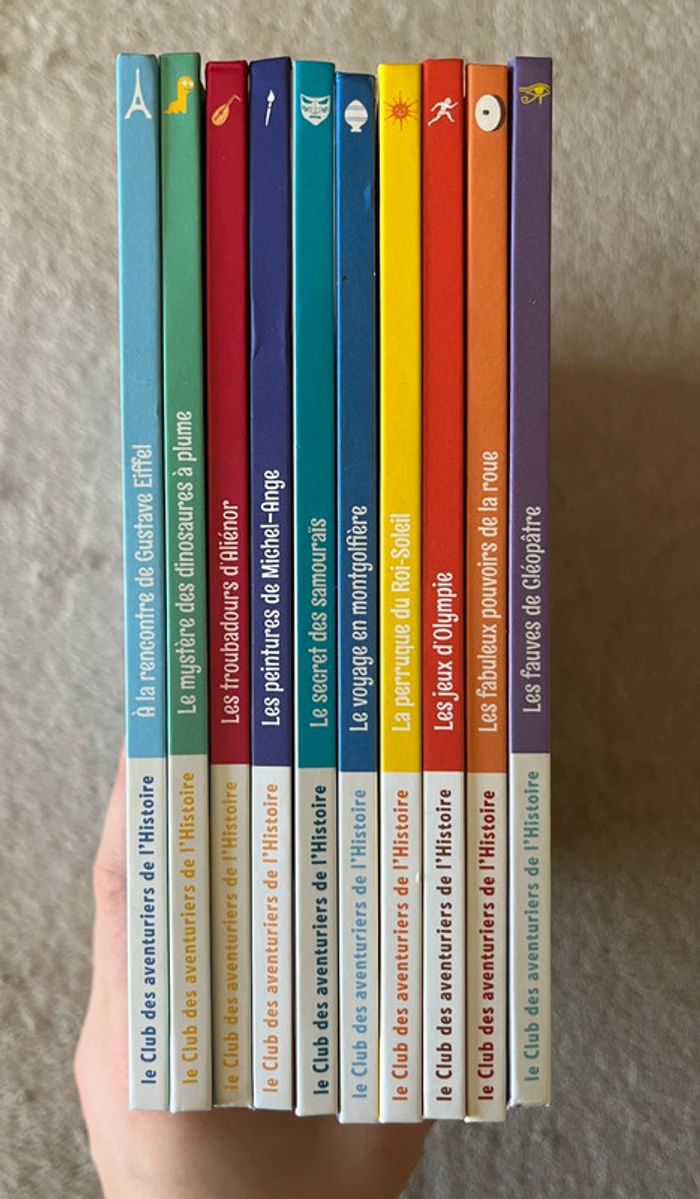 À la rencontre de Gustave Eiffel
le Club des aventuriers de l'Histoire
Le mystère des dinosaures à plume
le Club des aventuriers de l'Histoire
Les troubadours d'Aliénor
le Club des aventuriers de l'Histoire
Les peintures de Michel-Ange
le Club des aventuriers de l'Histoire
Le secret des samouraïs
le Club des aventuriers de l'Histoire
Le voyage en montgolfière
le Club des aventuriers de l'Histoire
La perruque du Roi-Soleil
le Club des aventuriers de l'Histoire
Les jeux d'Olympie
le Club des aventuriers de l'Histoire
Les fabuleux pouvoirs de la roue
le Club des aventuriers de l'Histoire
Les fauves de Cléopâtre
le Club des aventuriers de l'Histoire